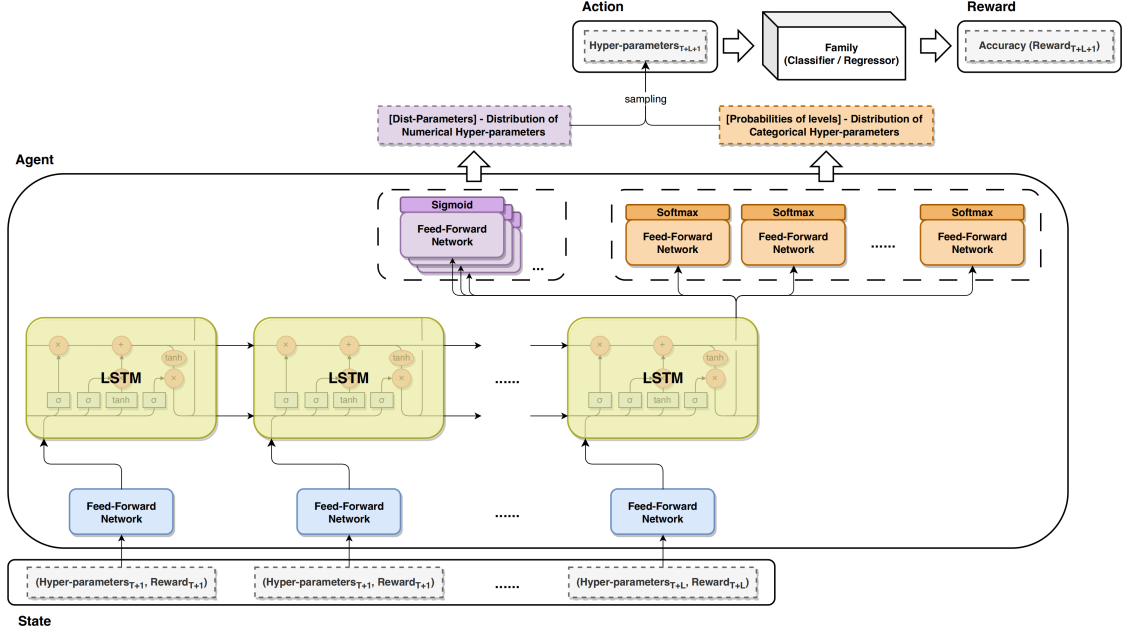 Action
Reward
Hyper-parameters_{T+L+1}
Family
(Classifier / Regressor)
Accuracy (Reward_{T+L+1})
sampling
[Dist-Parameters] - Distribution of
Numerical Hyper-parameters
[Probabilities of levels] - Distribution of
Categorical Hyper-parameters
Agent
Sigmoid
Feed-Forward
Network
...
Softmax
Feed-Forward
Network
Softmax
Feed-Forward
Network
......
Softmax
Feed-Forward
Network
× + tanh
LSTM ×
σ σ tanh σ
× + tanh
LSTM ×
σ σ tanh σ
......
× + tanh
LSTM ×
σ σ tanh σ
Feed-Forward
Network
Feed-Forward
Network
......
Feed-Forward
Network
(Hyper-parameters_{T+1}, Reward_{T+1})
(Hyper-parameters_{T+1}, Reward_{T+1})
......
(Hyper-parameters_{T+L}, Reward_{T+L})
State